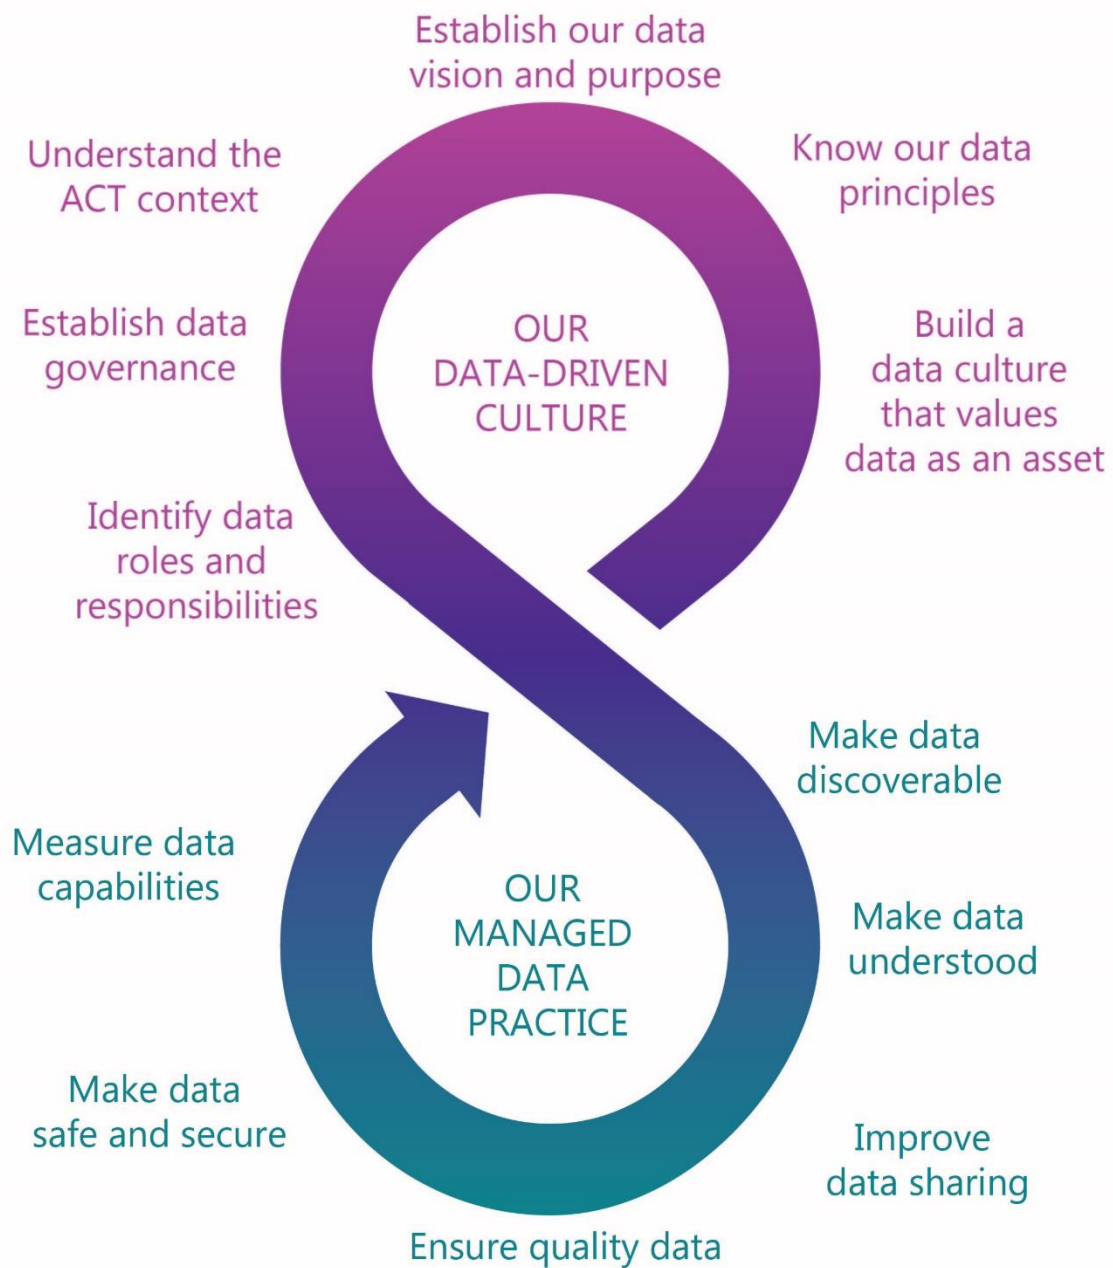 Establish our data
vision and purpose
Understand the
ACT context
Know our data
principles
Establish data
governance
OUR
DATA-DRIVEN
CULTURE
Build a
data culture
that values
data as an asset
Identify data
roles and
responsibilities
Make data
discoverable
Measure data
capabilities
OUR
MANAGED
DATA
PRACTICE
Make data
understood
Make data
safe and secure
Improve
data sharing
Ensure quality data